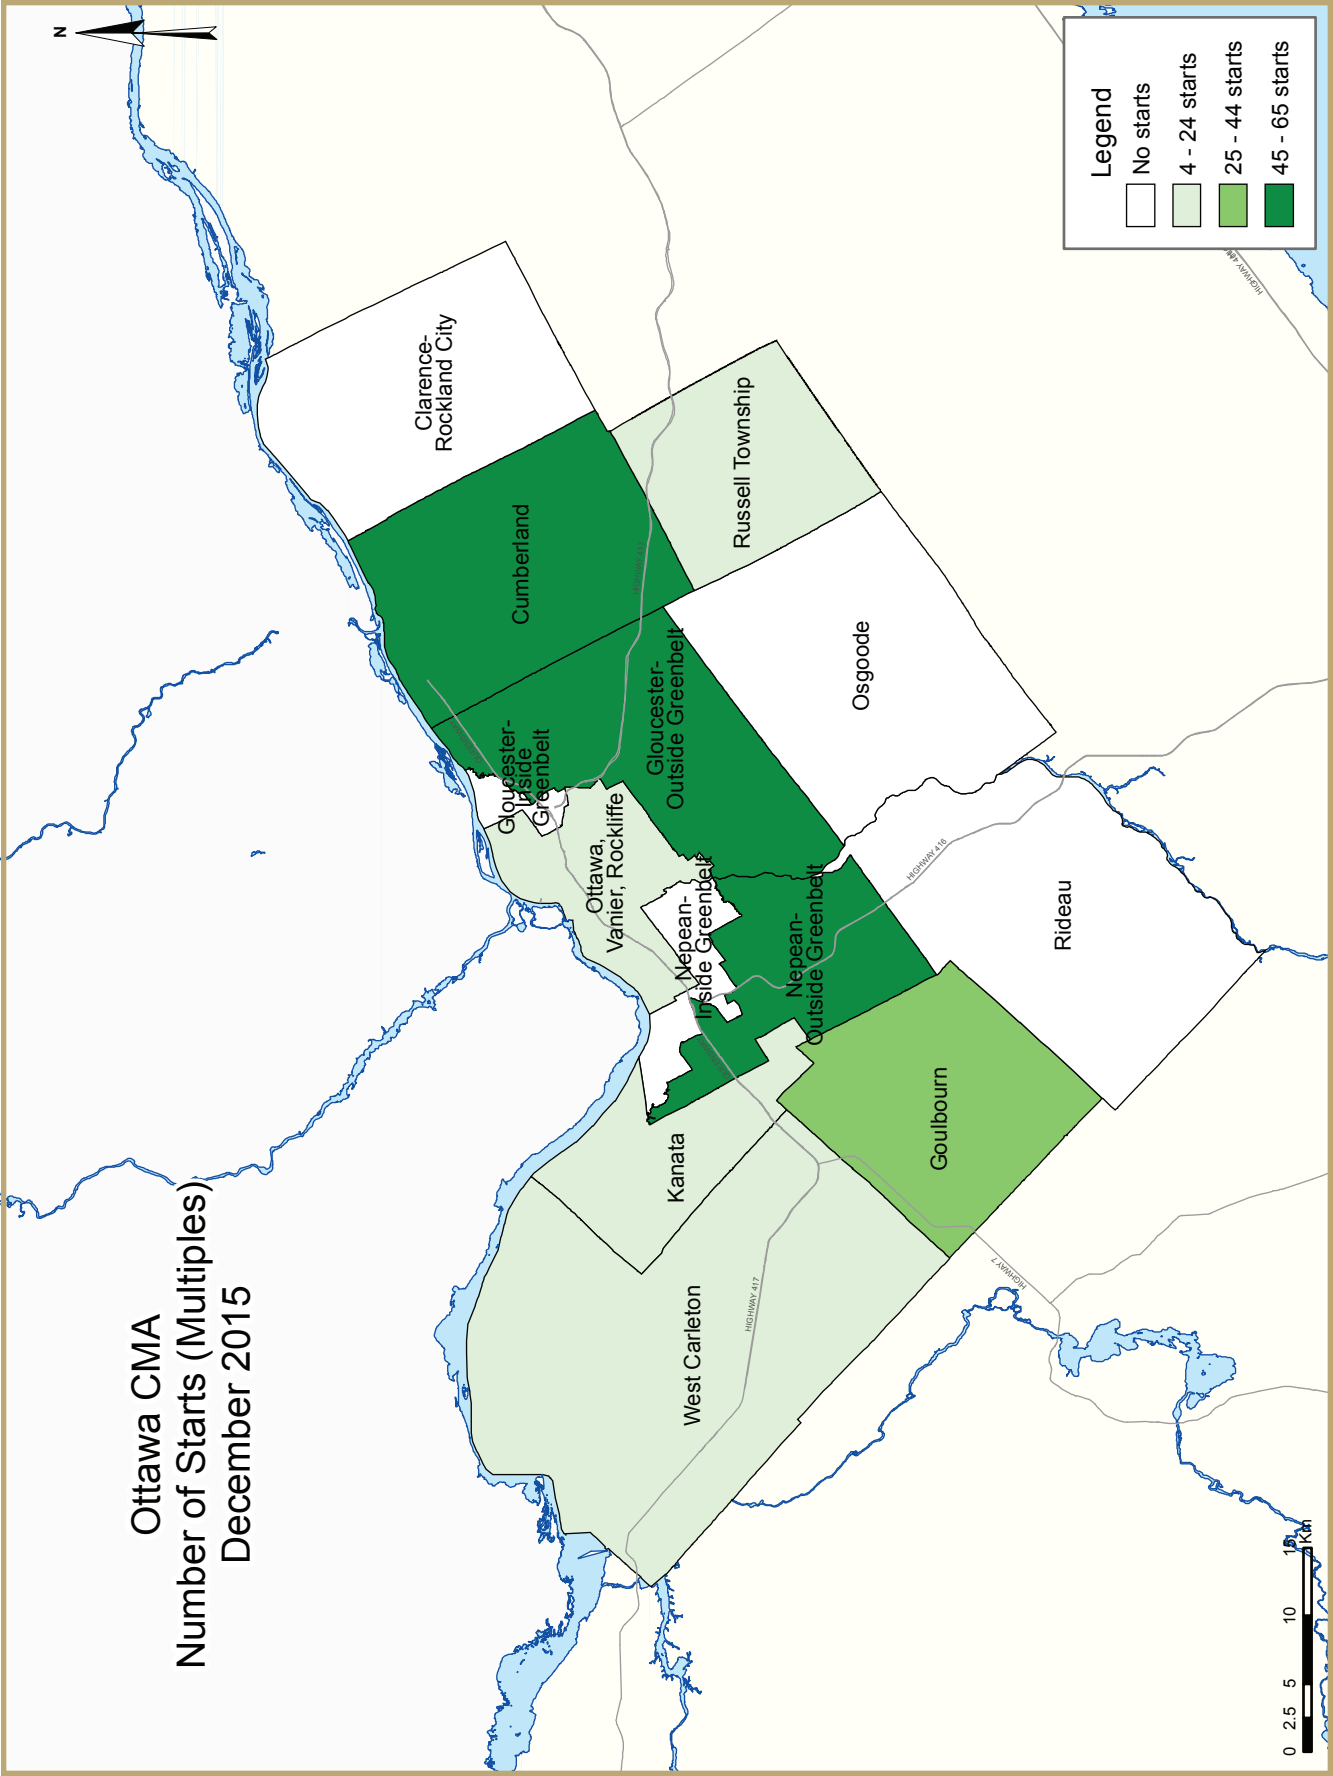 Ottawa CMA
Number of Starts (Multiples)
December 2015
N
Clarence-
Rockland City
Cumberland
Russell Township
HIGHWAY 417
Gloucester-
Inside
Greenbelt
Gloucester-
Outside Greenbelt
Osgoode
Ottawa,
Vanier, Rockliffe
Nepean-
Inside Greenbelt
Nepean-
Outside Greenbelt
HIGHWAY 416
Rideau
Kanata
Goulbourn
West Carleton
HIGHWAY 417
HIGHWAY 7
Legend
No starts
4 - 24 starts
25 - 44 starts
45 - 65 starts
HIGHWAY
0 2.5 5 10 15
Km